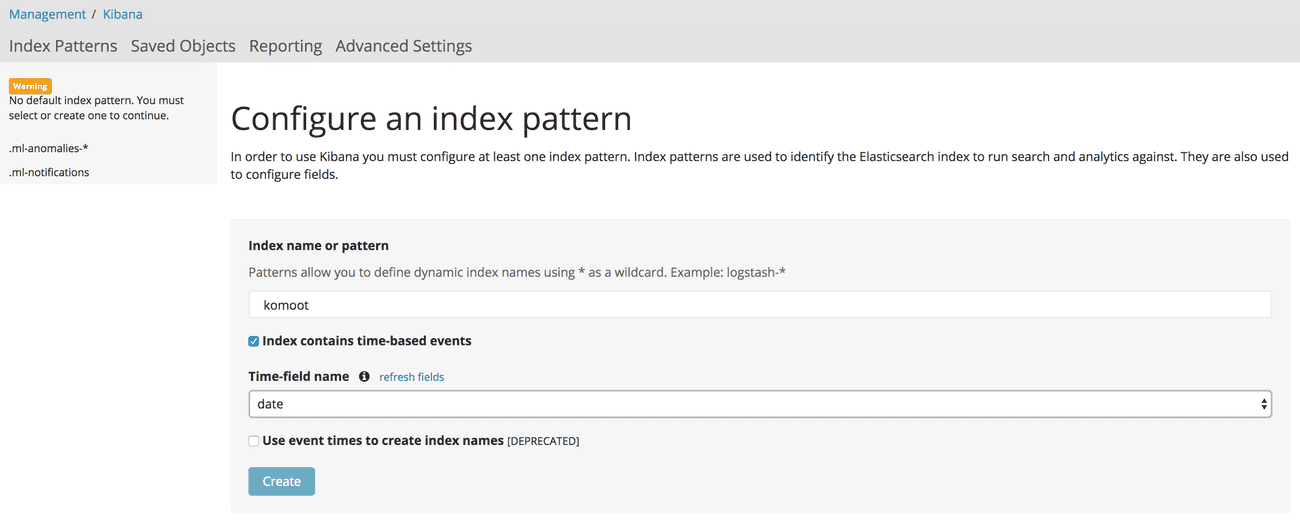 Management / Kibana
Index Patterns Saved Objects Reporting Advanced Settings
Warning
No default index pattern. You must
select or create one to continue.
.ml-anomalies-*
.ml-notifications
Configure an index pattern
In order to use Kibana you must configure at least one index pattern. Index patterns are used to identify the Elasticsearch index to run search and analytics against. They are also used
to configure fields.
Index name or pattern
Patterns allow you to define dynamic index names using * as a wildcard. Example: logstash-*
komoot
Index contains time-based events
Time-field name refresh fields
date
Use event times to create index names [DEPRECATED]
Create